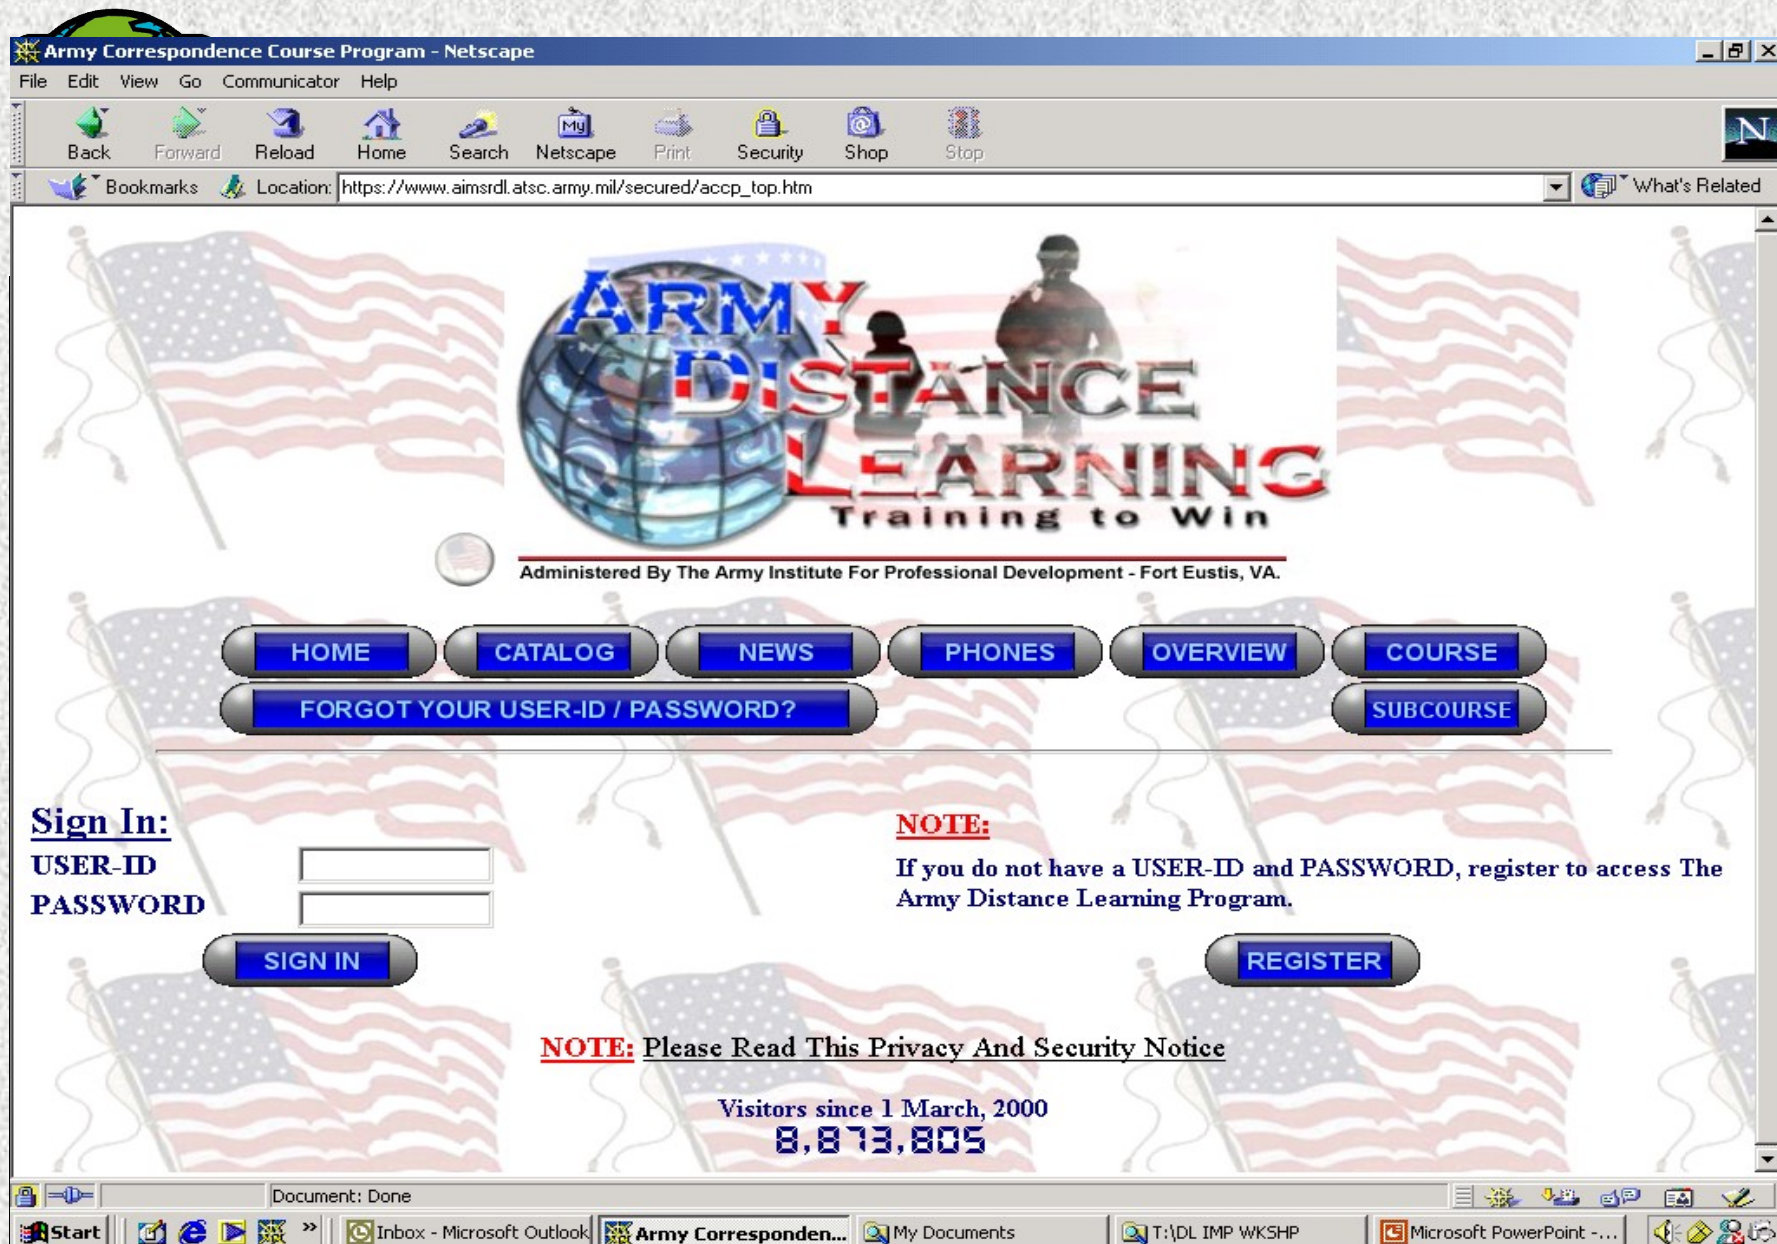 Army Correspondence Course Program - Netscape
File Edit View Go Communicator Help
Back Forward Reload Home Search Netscape Print Security Shop Stop
My
N
Bookmarks Location: https://www.aimsrdl.atsc.army.mil/secured/accp_top.htm What's Related
ARMY
DISTANCE
LEARNING
Training to Win
Administered By The Army Institute For Professional Development - Fort Eustis, VA.
HOME CATALOG NEWS PHONES OVERVIEW COURSE
FORGOT YOUR USER-ID / PASSWORD? SUBCOURSE
Sign In:
USER-ID
PASSWORD
SIGN IN
NOTE:
If you do not have a USER-ID and PASSWORD, register to access The
Army Distance Learning Program.
REGISTER
NOTE: Please Read This Privacy And Security Notice
Visitors since 1 March, 2000
8,873,805
Document: Done
Start » Inbox - Microsoft Outlook Army Corresponden... My Documents T:\DL IMP WKSHP Microsoft PowerPoint -...